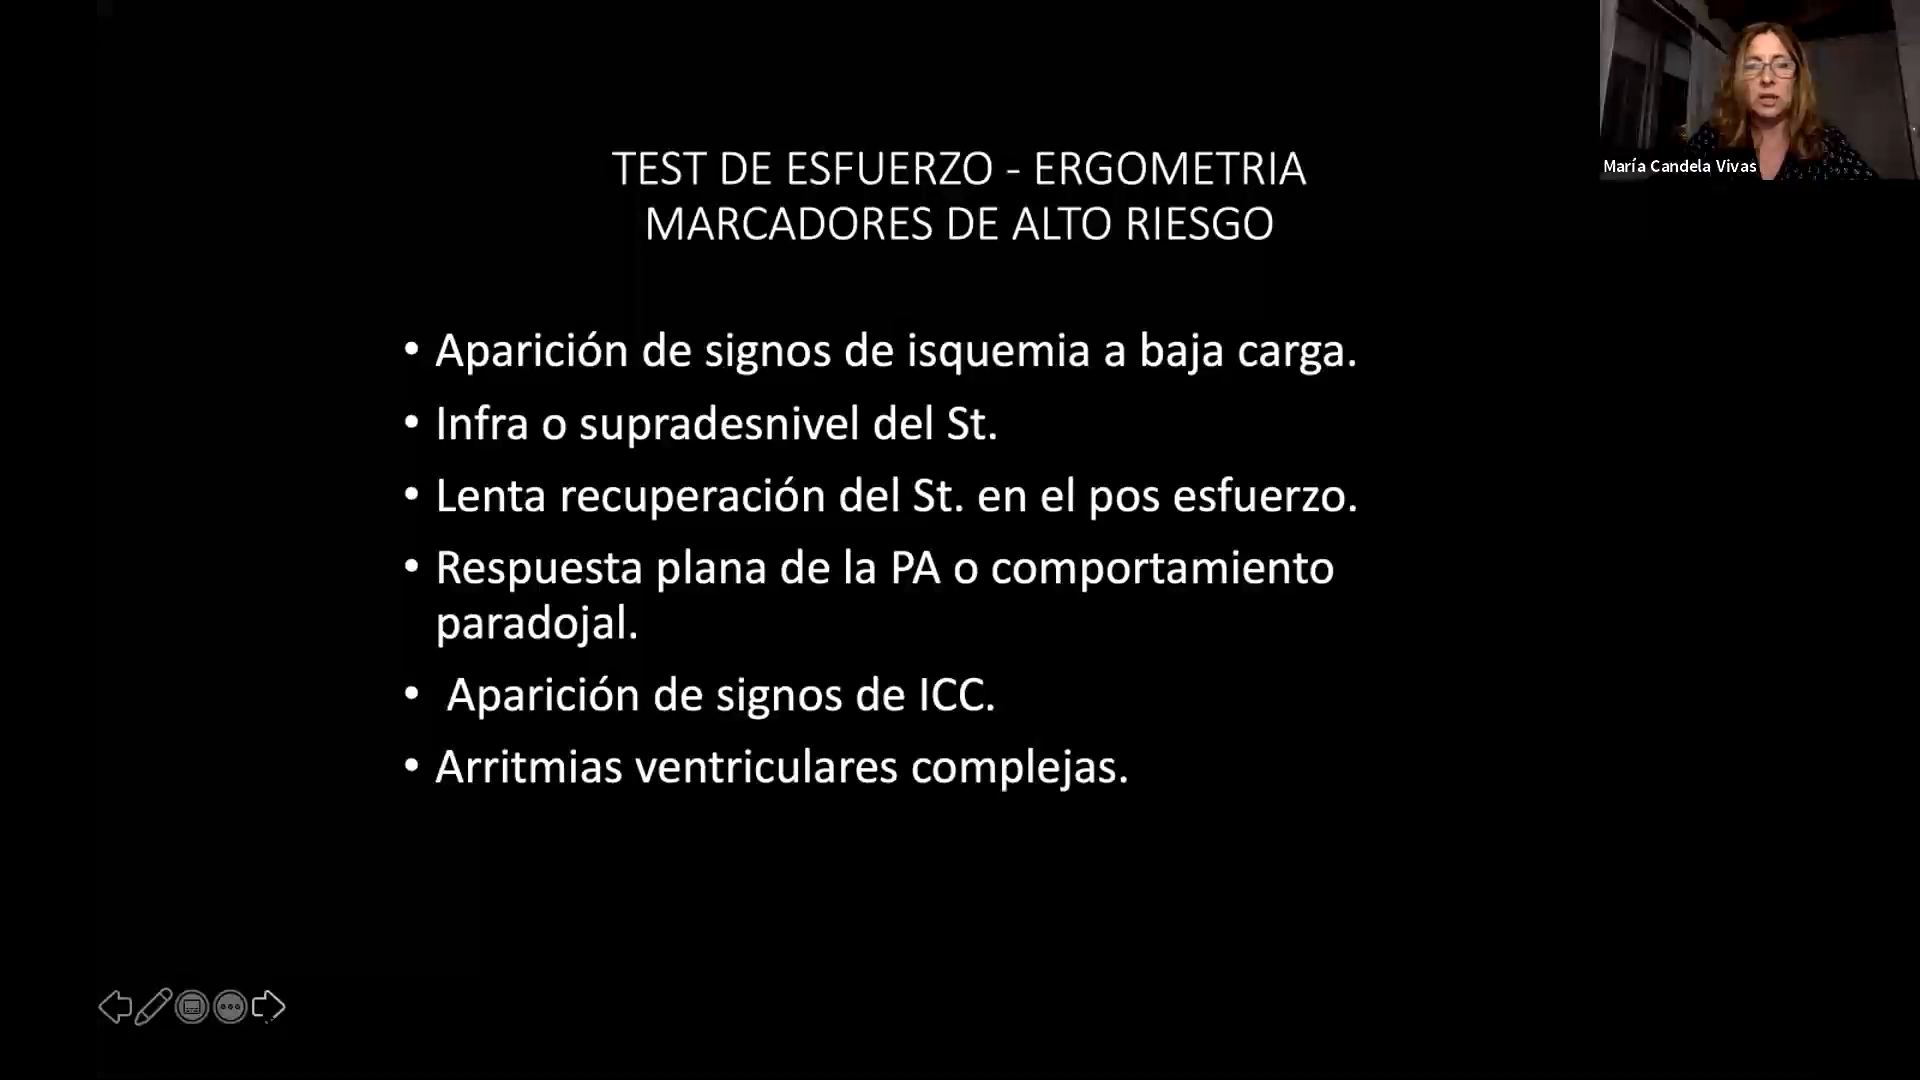 María Candela Vivas
TEST DE ESFUERZO - ERGOMETRIA
MARCADORES DE ALTO RIESGO
• Aparición de signos de isquemia a baja carga.
• Infra o supradesnivel del St.
• Lenta recuperación del St. en el pos esfuerzo.
• Respuesta plana de la PA o comportamiento
paradojal.
• Aparición de signos de ICC.
• Arritmias ventriculares complejas.